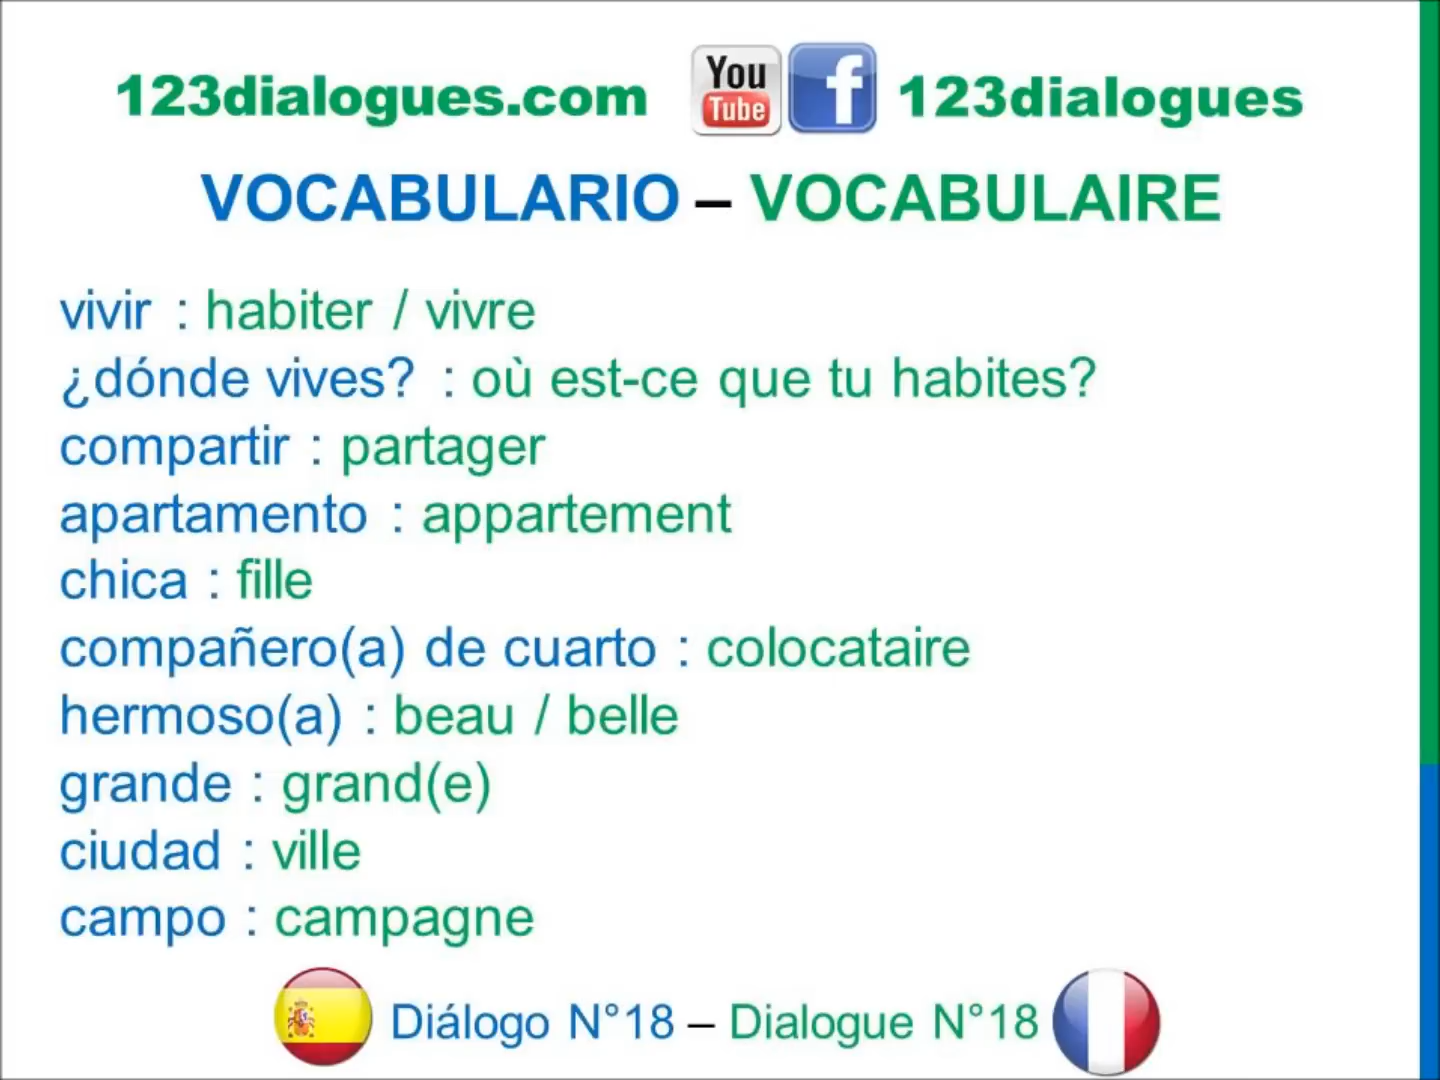 123dialogues.com You Tube f 123dialogues
VOCABULARIO – VOCABULAIRE
vivir : habiter / vivre
¿dónde vives? : où est-ce que tu habites?
compartir : partager
apartamento : appartement
chica : fille
compañero(a) de cuarto : colocataire
hermoso(a) : beau / belle
grande : grand(e)
ciudad : ville
campo : campagne
Diálogo N°18 – Dialogue N°18